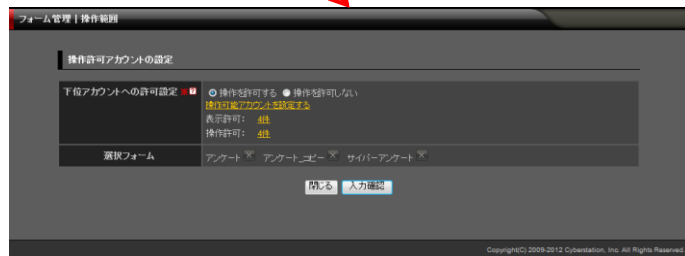 フォーム管理 | 操作範囲
操作許可アカウントの設定
下位アカウントへの許可設定 ※ ?
操作を許可する 操作を許可しない
操作可能アカウントを設定する
表示許可: 4件
操作許可: 4件
選択フォーム
アンケート × アンケート_コピー × サイバーアンケート ×
閉じる 入力確認
Copyright(C) 2009-2012 Cyberstation, Inc. All Rights Reserved.